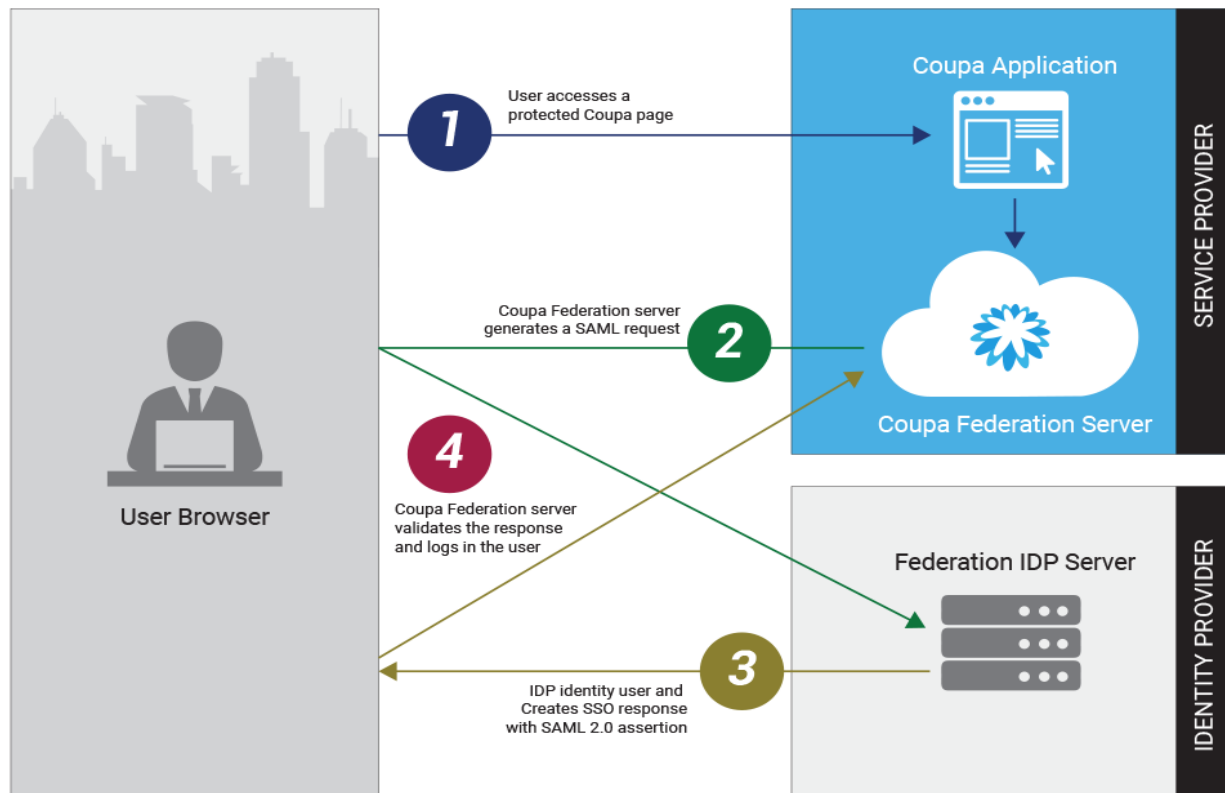 Coupa Application
SERVICE PROVIDER
1
User accesses a
protected Coupa page
Coupa Federation server
generates a SAML request
2
Coupa Federation Server
User Browser
4
Coupa Federation server
validates the response
and logs in the user
Federation IDP Server
IDENTITY PROVIDER
3
IDP identity user and
Creates SSO response
with SAML 2.0 assertion